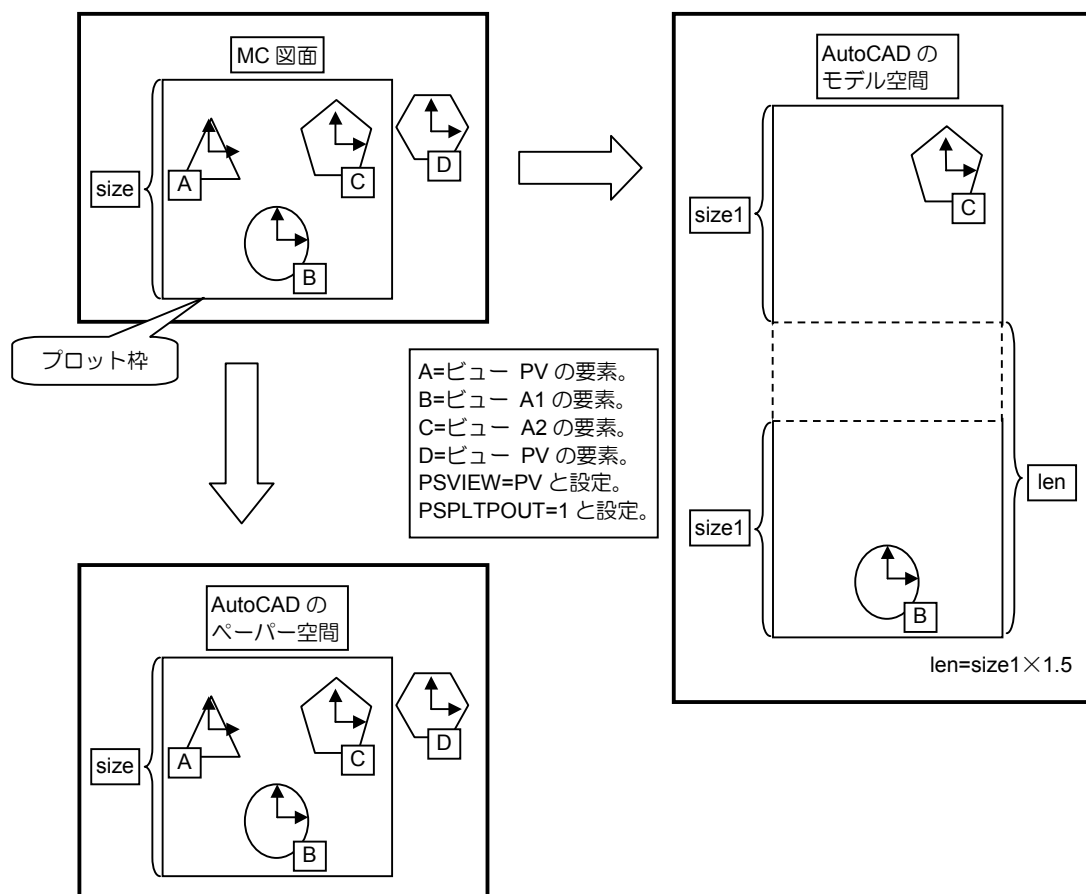 MC 図面
size
A
C
D
B
プロット枠
AutoCAD の
モデル空間
size1
C
size1
len
B
len=size1×1.5
A=ビュー PV の要素。
B=ビュー A1 の要素。
C=ビュー A2 の要素。
D=ビュー PV の要素。
PSVIEW=PV と設定。
PSPLTPOUT=1 と設定。
AutoCAD の
ペーパー空間
size
A
C
D
B